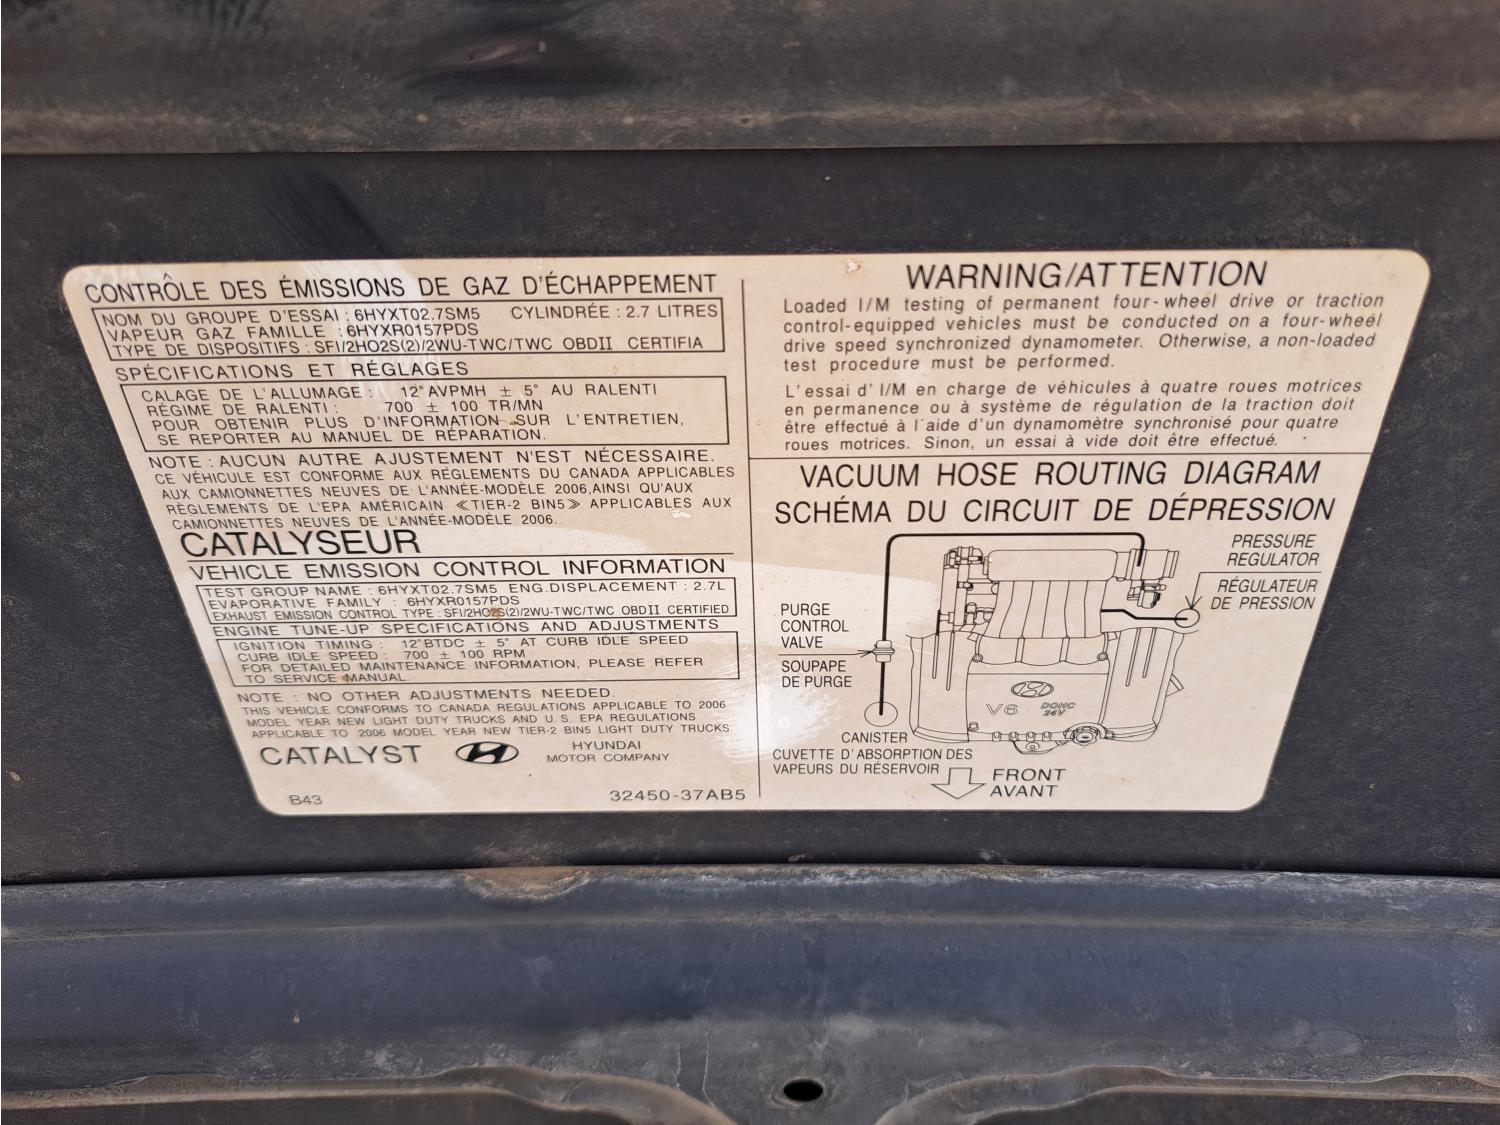 CONTRÔLE DES ÉMISSIONS DE GAZ D'ÉCHAPPEMENT
NOM DU GROUPE D'ESSAI : 6HYXT02.7SM5 CYLINDRÉE : 2.7 LITRES
VAPEUR GAZ FAMILLE : 6HYXR0157PDS
TYPE DE DISPOSITIFS : SFI/2HO2S(2)/2WU-TWC/TWC OBDII CERTIFIA
SPÉCIFICATIONS ET RÉGLAGES
CALAGE DE L'ALLUMAGE : 12° AVPMH ± 5° AU RALENTI
RÉGIME DE RALENTI : 700 ± 100 TR/MN
POUR OBTENIR PLUS D'INFORMATION SUR L'ENTRETIEN,
SE REPORTER AU MANUEL DE RÉPARATION.
NOTE : AUCUN AUTRE AJUSTEMENT N'EST NÉCESSAIRE.
CE VÉHICULE EST CONFORME AUX RÉGLEMENTS DU CANADA APPLICABLES
AUX CAMIONNETTES NEUVES DE L'ANNÉE-MODÈLE 2006,AINSI QU'AUX
RÈGLEMENTS DE L'EPA AMÉRICAIN ≪TIER-2 BIN5≫ APPLICABLES AUX
CAMIONNETTES NEUVES DE L'ANNÉE-MODÈLE 2006.
CATALYSEUR
VEHICLE EMISSION CONTROL INFORMATION
TEST GROUP NAME : 6HYXT02.7SM5 ENG.DISPLACEMENT : 2.7L
EVAPORATIVE FAMILY : 6HYXR0157PDS
EXHAUST EMISSION CONTROL TYPE : SFI/2HO2S(2)/2WU-TWC/TWC OBDII CERTIFIED
ENGINE TUNE-UP SPECIFICATIONS AND ADJUSTMENTS
IGNITION TIMING : 12°BTDC ± 5° AT CURB IDLE SPEED
CURB IDLE SPEED : 700 ± 100 RPM
FOR DETAILED MAINTENANCE INFORMATION, PLEASE REFER
TO SERVICE MANUAL.
NOTE : NO OTHER ADJUSTMENTS NEEDED.
THIS VEHICLE CONFORMS TO CANADA REGULATIONS APPLICABLE TO 2006
MODEL YEAR NEW LIGHT DUTY TRUCKS AND U.S. EPA REGULATIONS
APPLICABLE TO 2006 MODEL YEAR NEW TIER-2 BIN5 LIGHT DUTY TRUCKS.
CATALYST
HYUNDAI
MOTOR COMPANY
B43
32450-37AB5
WARNING/ATTENTION
Loaded I/M testing of permanent four-wheel drive or traction
control-equipped vehicles must be conducted on a four-wheel
drive speed synchronized dynamometer. Otherwise, a non-loaded
test procedure must be performed.
L'essai d'I/M en charge de véhicules à quatre roues motrices
en permanence ou à système de régulation de la traction doit
être effectué à l'aide d'un dynamomètre synchronisé pour quatre
roues motrices. Sinon, un essai à vide doit être effectué.
VACUUM HOSE ROUTING DIAGRAM
SCHÉMA DU CIRCUIT DE DÉPRESSION
PRESSURE
REGULATOR
RÉGULATEUR
DE PRESSION
PURGE
CONTROL
VALVE
SOUPAPE
DE PURGE
V6
DOHC
24V
CANISTER
CUVETTE D'ABSORPTION DES
VAPEURS DU RÉSERVOIR
FRONT
AVANT